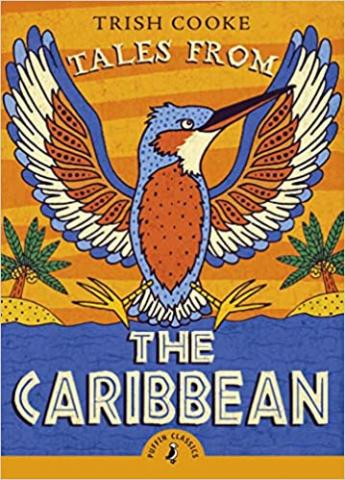 TRISH COOKE
TALES FROM
THE
CARIBBEAN
PUFFIN CLASSICS